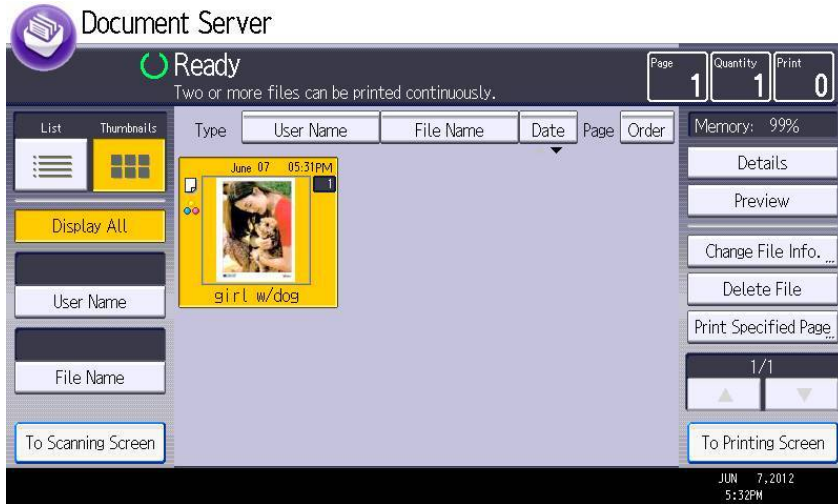 Document Server
Ready
Two or more files can be printed continuously.
Page
1
Quantity
1
Print
0
List
Thumbnails
Type
User Name
File Name
Date
Page
Order
Memory: 99%
June 07 05:31PM
1
girl w/dog
Display All
User Name
File Name
To Scanning Screen
Details
Preview
Change File Info. ...
Delete File
Print Specified Page...
1/1
▲ ▼
To Printing Screen
JUN 7,2012
5:32PM